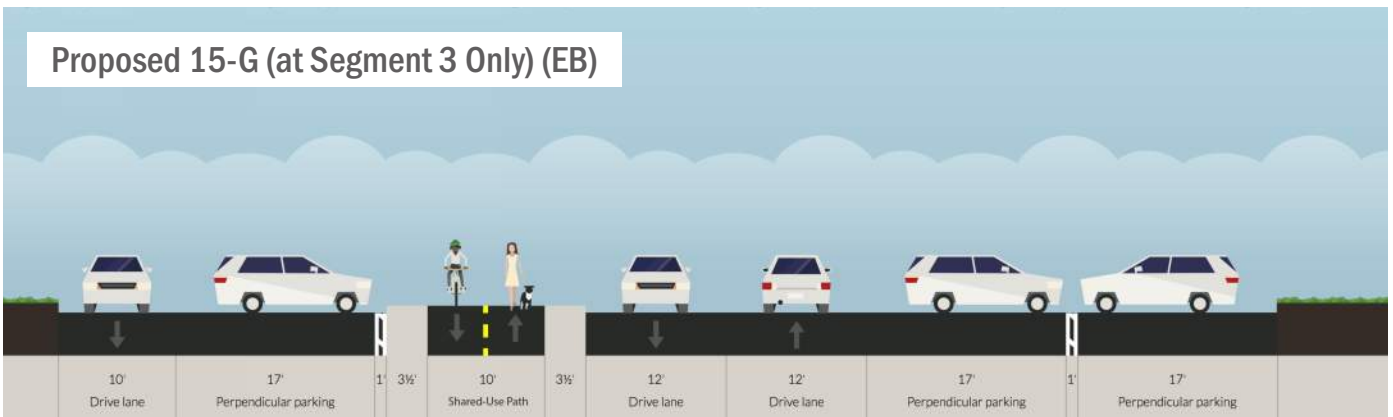 Proposed 15-G (at Segment 3 Only) (EB)
10' 17' 1' 3½' 10' 3½' 12' 12' 17' 1' 17'
Drive lane Perpendicular parking Shared-Use Path Drive lane Drive lane Perpendicular parking Perpendicular parking